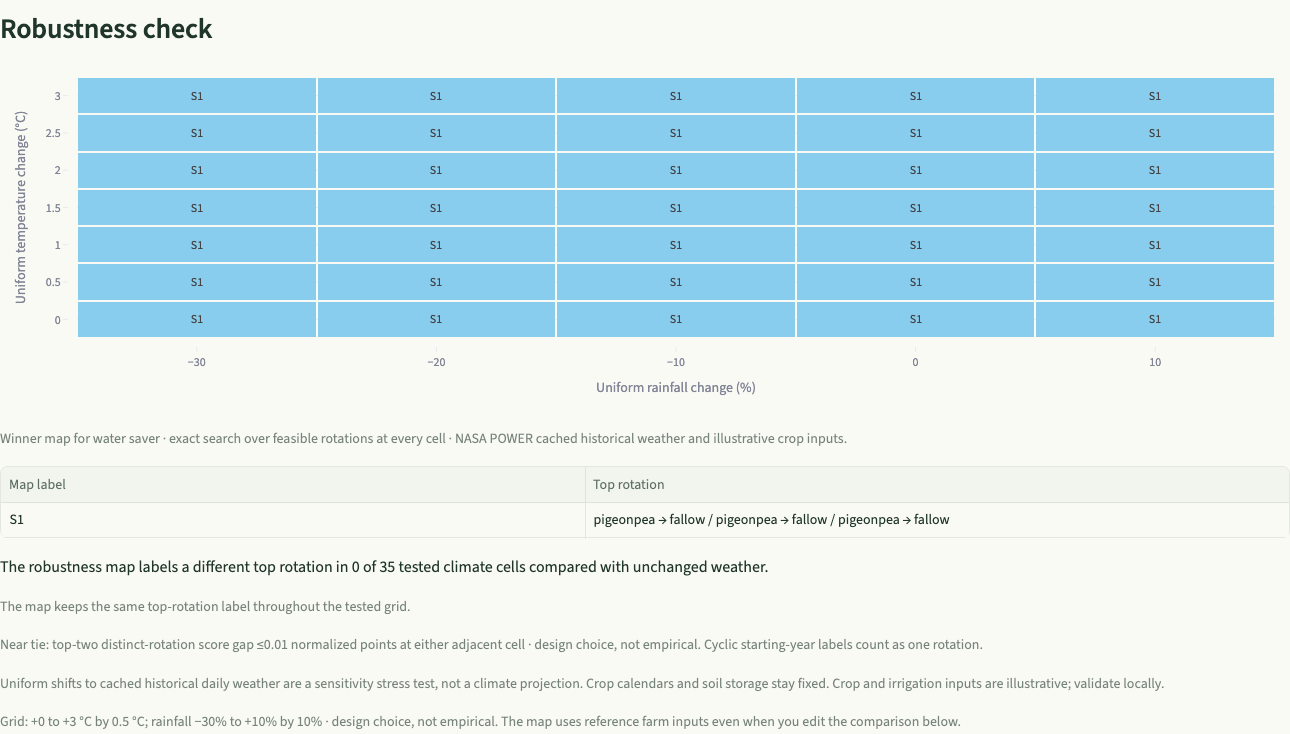 Robustness check
Uniform temperature change (°C)
3 S1 S1 S1 S1 S1
2.5 S1 S1 S1 S1 S1
2 S1 S1 S1 S1 S1
1.5 S1 S1 S1 S1 S1
1 S1 S1 S1 S1 S1
0.5 S1 S1 S1 S1 S1
0 S1 S1 S1 S1 S1
−30 −20 −10 0 10
Uniform rainfall change (%)
Winner map for water saver · exact search over feasible rotations at every cell · NASA POWER cached historical weather and illustrative crop inputs.
Map label Top rotation
S1 pigeonpea → fallow / pigeonpea → fallow / pigeonpea → fallow
The robustness map labels a different top rotation in 0 of 35 tested climate cells compared with unchanged weather.
The map keeps the same top-rotation label throughout the tested grid.
Near tie: top-two distinct-rotation score gap ≤0.01 normalized points at either adjacent cell · design choice, not empirical. Cyclic starting-year labels count as one rotation.
Uniform shifts to cached historical daily weather are a sensitivity stress test, not a climate projection. Crop calendars and soil storage stay fixed. Crop and irrigation inputs are illustrative; validate locally.
Grid: +0 to +3 °C by 0.5 °C; rainfall −30% to +10% by 10% · design choice, not empirical. The map uses reference farm inputs even when you edit the comparison below.